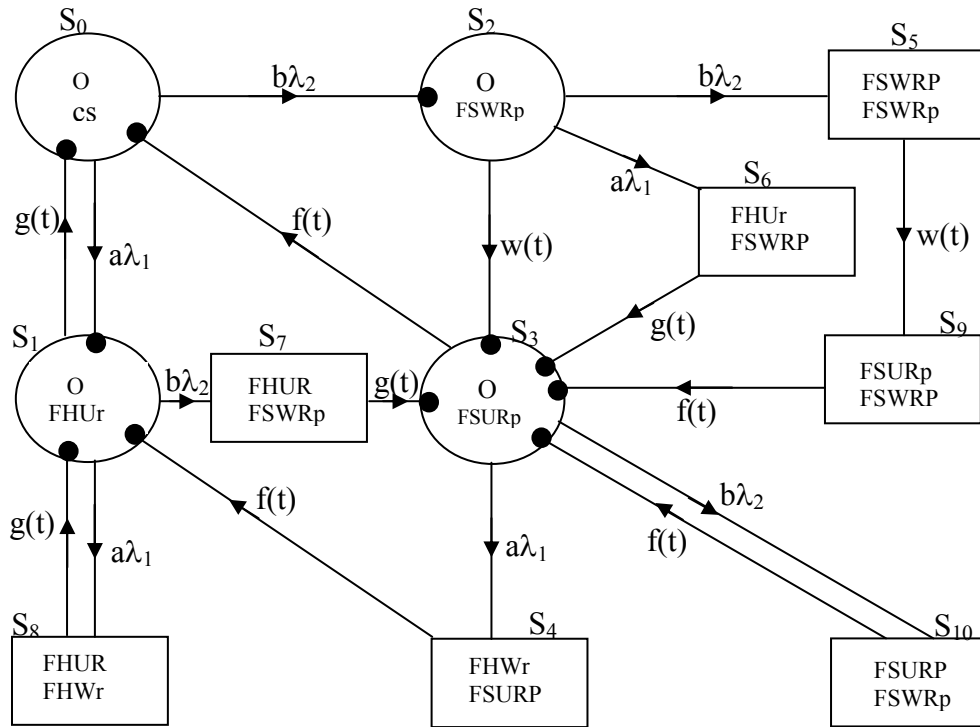 S0
S2
S5
O
cs
bλ2
O
FSWRp
bλ2
FSWRP
FSWRp
aλ1
S6
g(t)
aλ1
f(t)
w(t)
FHUr
FSWRP
w(t)
S1
S7
S3
g(t)
S9
O
FHUr
bλ2
FHUR
FSWRp
g(t)
O
FSURp
f(t)
FSURp
FSWRP
g(t)
aλ1
f(t)
aλ1
f(t)
bλ2
S8
S4
S10
FHUR
FHWr
FHWr
FSURP
FSURP
FSWRp